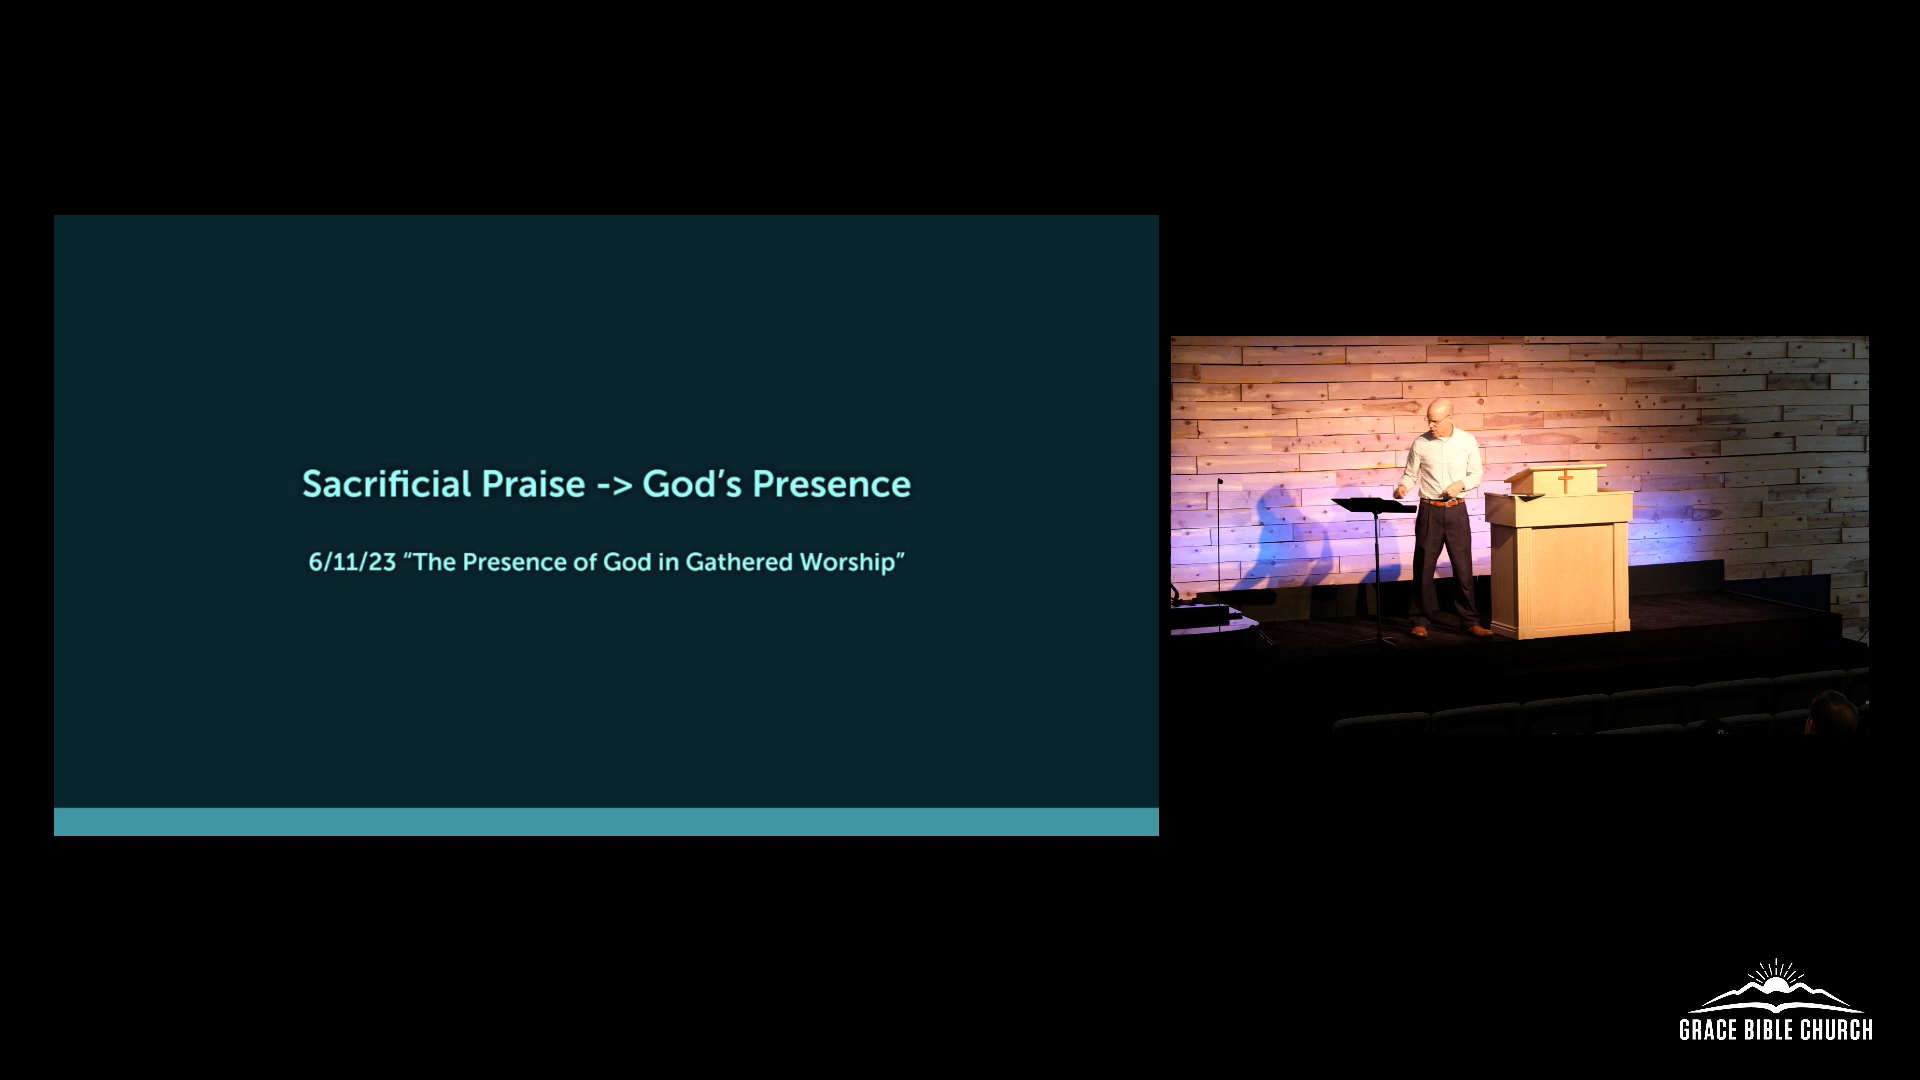 Sacrificial Praise -> God’s Presence
6/11/23 “The Presence of God in Gathered Worship”
GRACE BIBLE CHURCH